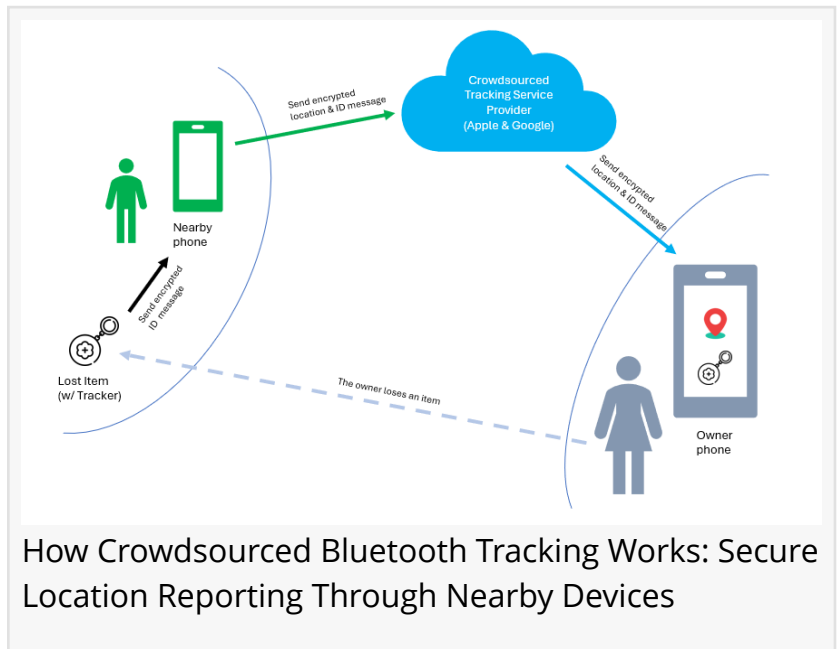 Crowdsourced
Tracking Service
Provider
(Apple & Google)
Send encrypted
location & ID message
Send encrypted
location & ID message
Nearby
phone
Send encrypted
ID message
Lost Item
(w/ Tracker)
The owner loses an item
Owner
phone
How Crowdsourced Bluetooth Tracking Works: Secure
Location Reporting Through Nearby Devices